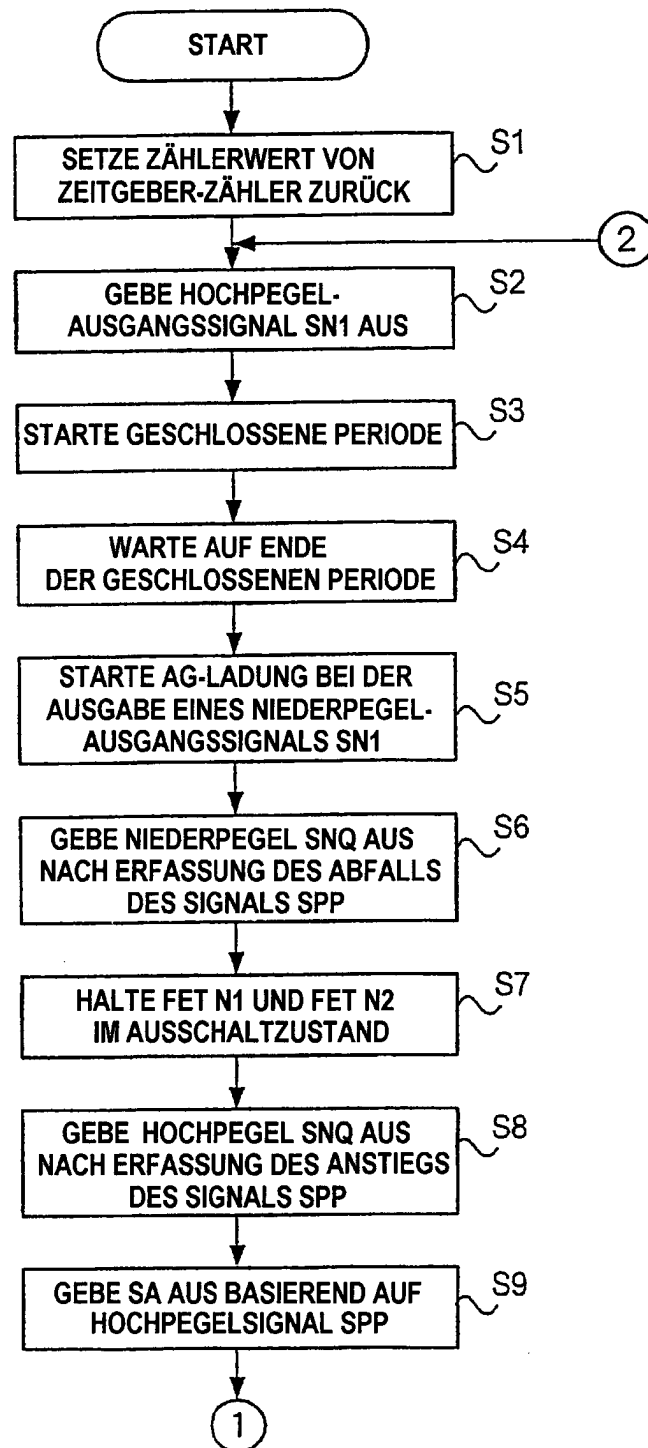 START
SETZE ZÄHLERWERT VON
ZEITGEBER-ZÄHLER ZURÜCK
S1
2
GEBE HOCHPEGEL-
AUSGANGSSIGNAL SN1 AUS
S2
STARTE GESCHLOSSENE PERIODE
S3
WARTE AUF ENDE
DER GESCHLOSSENEN PERIODE
S4
STARTE AG-LADUNG BEI DER
AUSGABE EINES NIEDERPEGEL-
AUSGANGSSIGNALS SN1
S5
GEBE NIEDERPEGEL SNQ AUS
NACH ERFASSUNG DES ABFALLS
DES SIGNALS SPP
S6
HALTE FET N1 UND FET N2
IM AUSSCHALTZUSTAND
S7
GEBE HOCHPEGEL SNQ AUS
NACH ERFASSUNG DES ANSTIEGS
DES SIGNALS SPP
S8
GEBE SA AUS BASIEREND AUF
HOCHPEGELSIGNAL SPP
S9
1